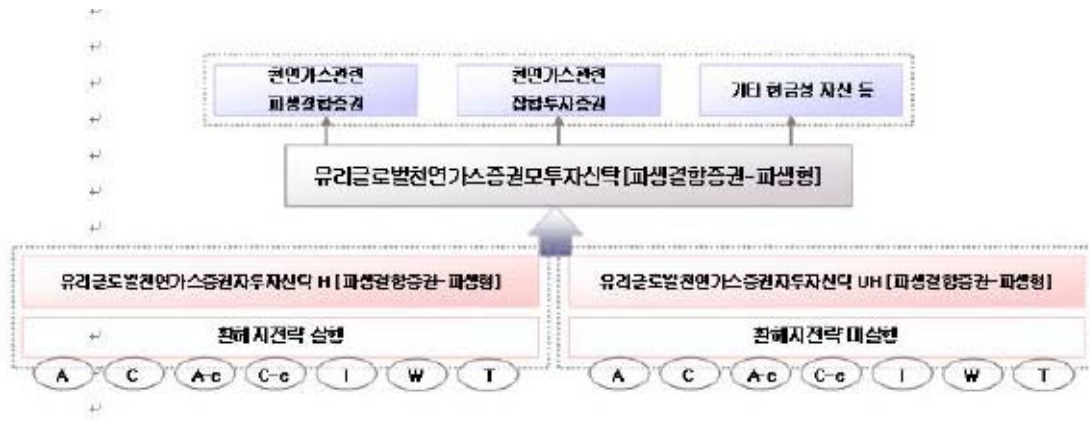 천연가스관련
파생결합증권
천연가스관련
집합투자증권
기타 현금성 자산 등
유리글로벌천연가스증권모투자신탁[파생결합증권-파생형]
유리글로벌천연가스증권자투자신탁 H [파생결합증권-파생형]
유리글로벌천연가스증권자투자신탁 UH [파생결합증권-파생형]
환헤지전략 실행
환헤지전략 미실행
A C A-e C-e I W T
A C A-e C-e I W T